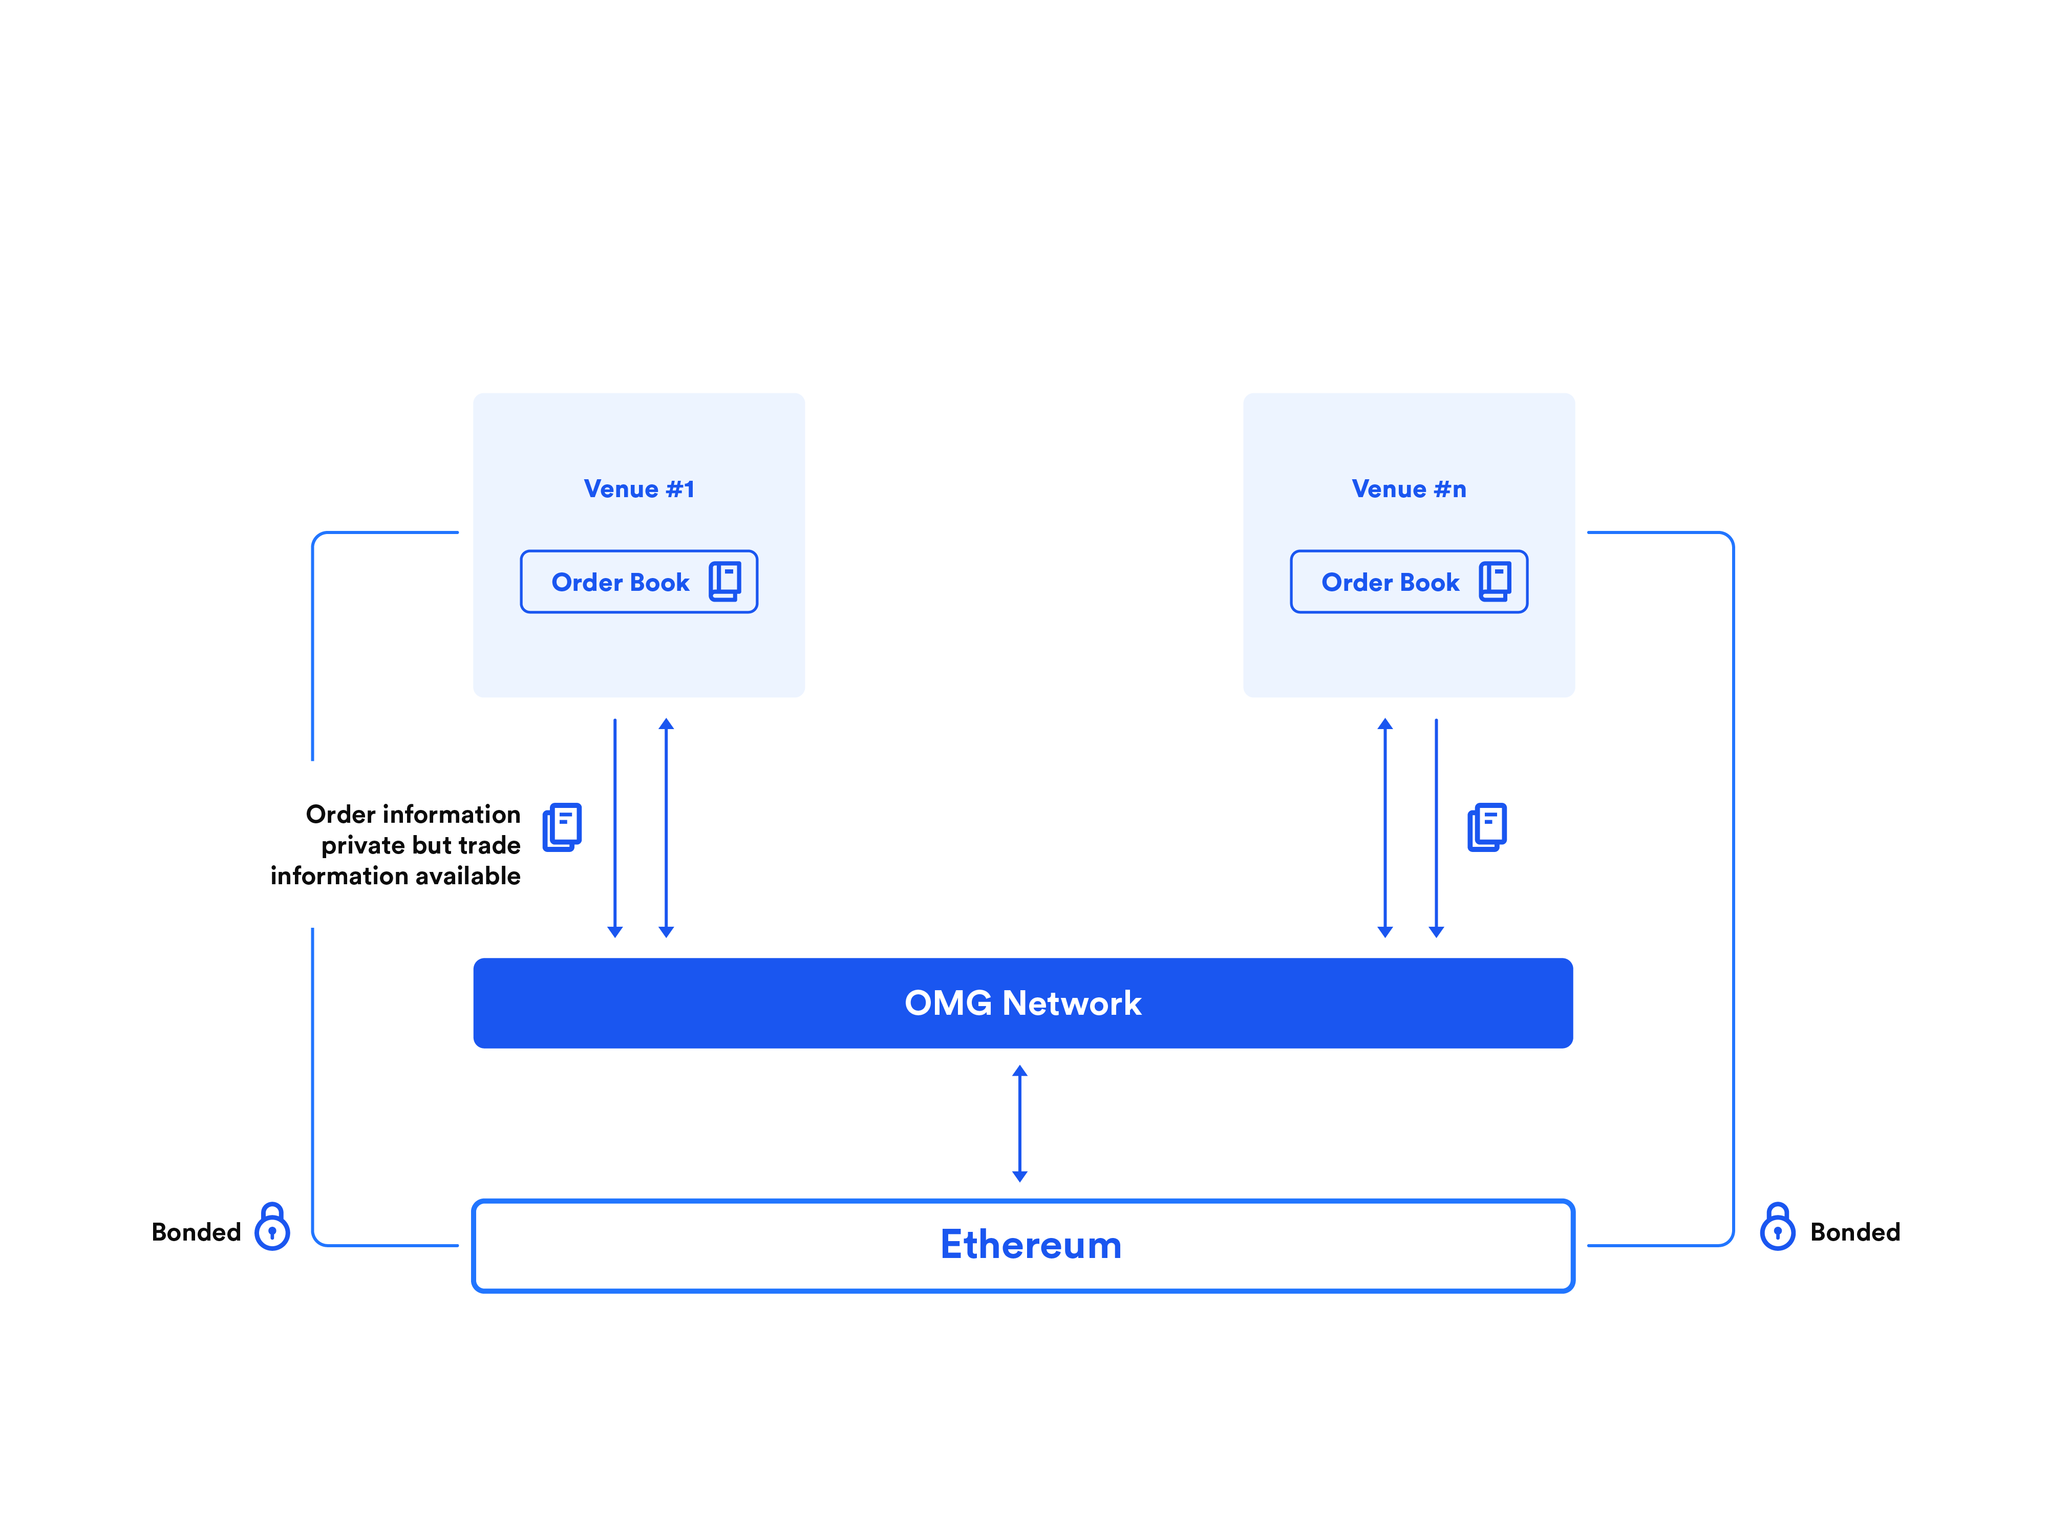 Venue #1
Venue #n
Order Book
Order Book
Order information
private but trade
information available
OMG Network
Bonded
Ethereum
Bonded